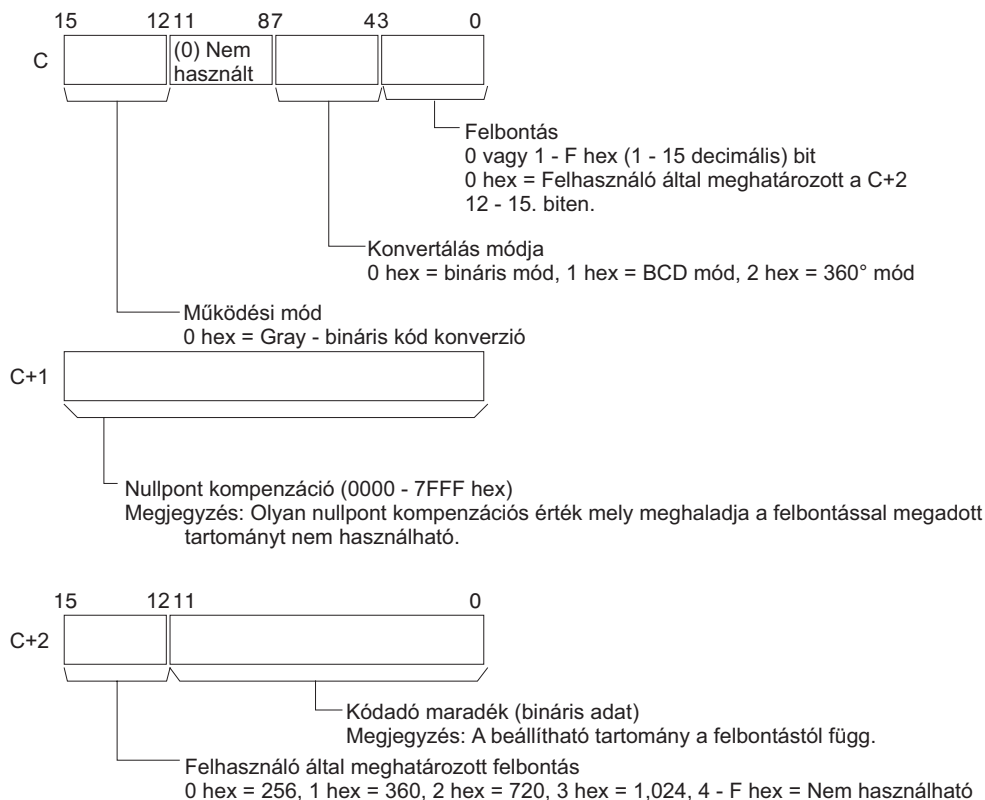 15 12 11 8 7 4 3 0
C
(0) Nem
használt
Felbontás
0 vagy 1 - F hex (1 - 15 decimális) bit
0 hex = Felhasználó által meghatározott a C+2
12 - 15. biten.
Konvertálás módja
0 hex = bináris mód, 1 hex = BCD mód, 2 hex = 360° mód
Működési mód
0 hex = Gray - bináris kód konverzió
C+1
Nullpont kompenzáció (0000 - 7FFF hex)
Megjegyzés: Olyan nullpont kompenzációs érték mely meghaladja a felbontással megadott
tartományt nem használható.
15 12 11 0
C+2
Kódadó maradék (bináris adat)
Megjegyzés: A beállítható tartomány a felbontástól függ.
Felhasználó által meghatározott felbontás
0 hex = 256, 1 hex = 360, 2 hex = 720, 3 hex = 1,024, 4 - F hex = Nem használható